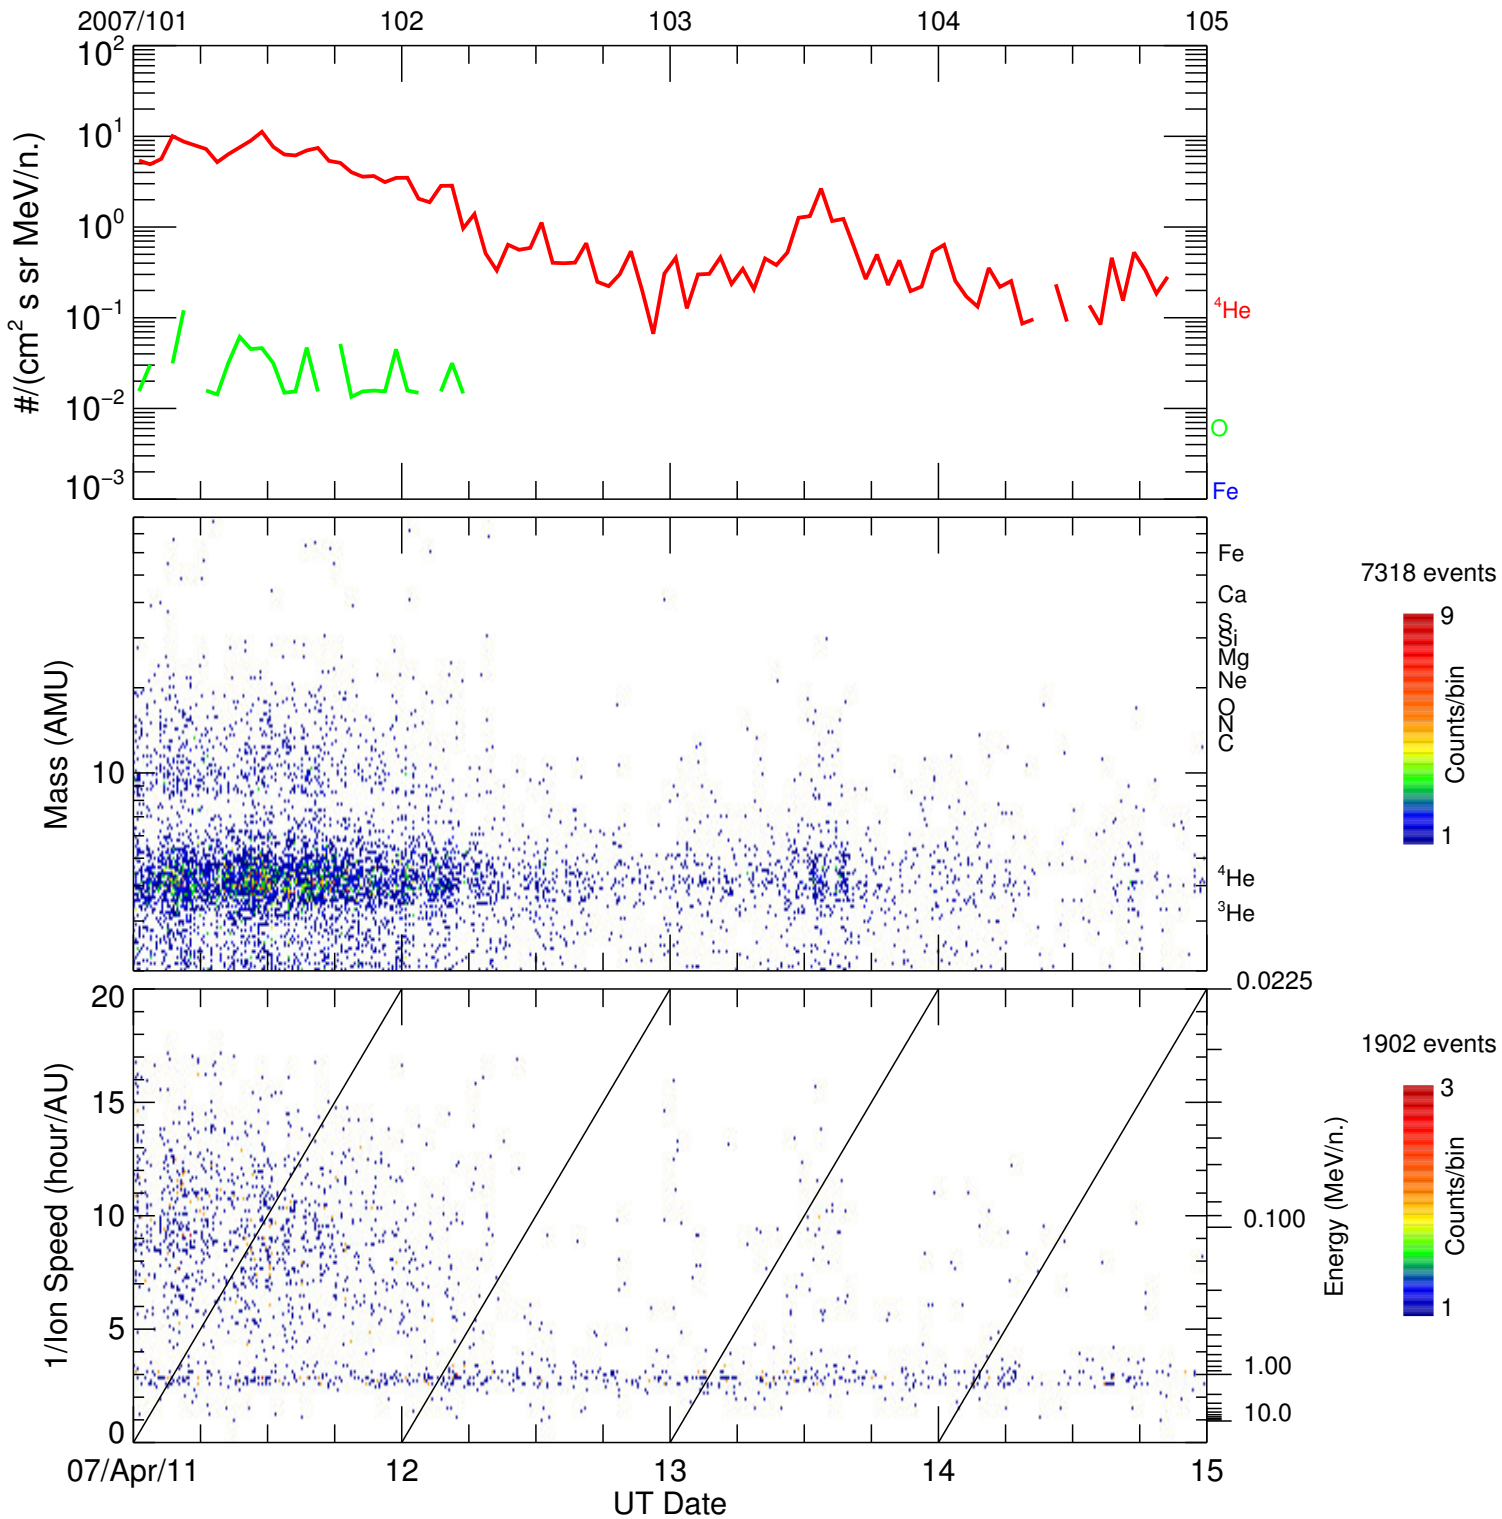 2007/101 102 103 104 105
10^2
10^1
10^0
10^-1
10^-2
10^-3
#/(cm^2 s sr MeV/n.)
^4He
O
Fe
Mass (AMU)
10
Fe
Ca
S
Si
Mg
Ne
O
N
C
^4He
^3He
7318 events
9
Counts/bin
1
20
15
10
5
0
1/Ion Speed (hour/AU)
0.0225
0.100
1.00
10.0
Energy (MeV/n.)
1902 events
3
Counts/bin
1
07/Apr/11 12 13 14 15
UT Date